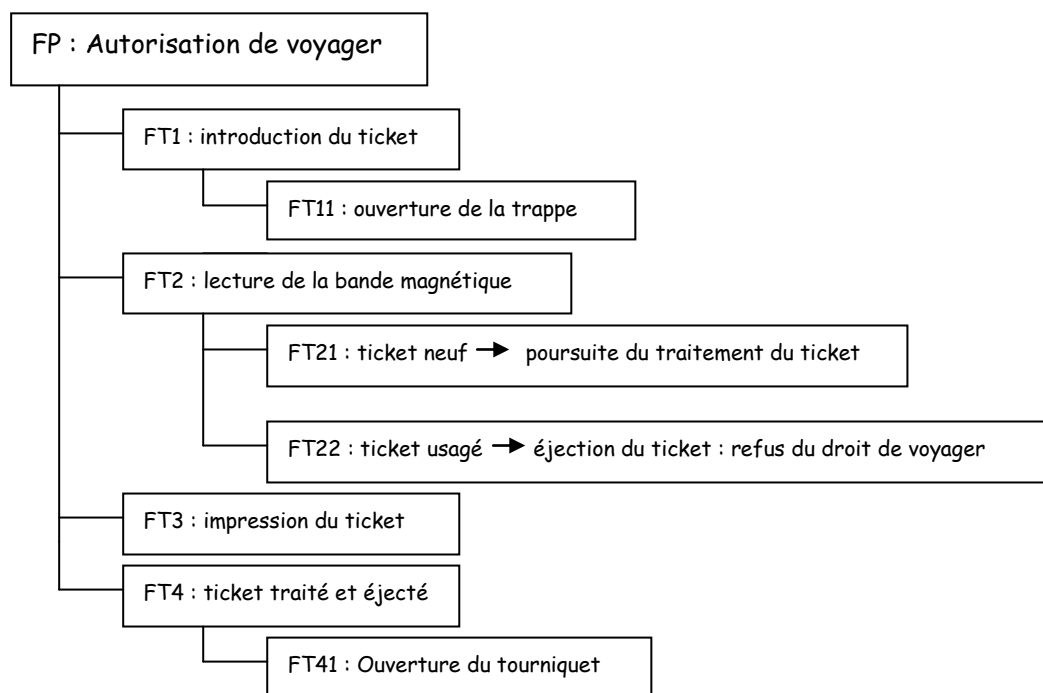 FP : Autorisation de voyager
FT1 : introduction du ticket
FT11 : ouverture de la trappe
FT2 : lecture de la bande magnétique
FT21 : ticket neuf → poursuite du traitement du ticket
FT22 : ticket usagé → éjection du ticket : refus du droit de voyager
FT3 : impression du ticket
FT4 : ticket traité et éjecté
FT41 : Ouverture du tourniquet